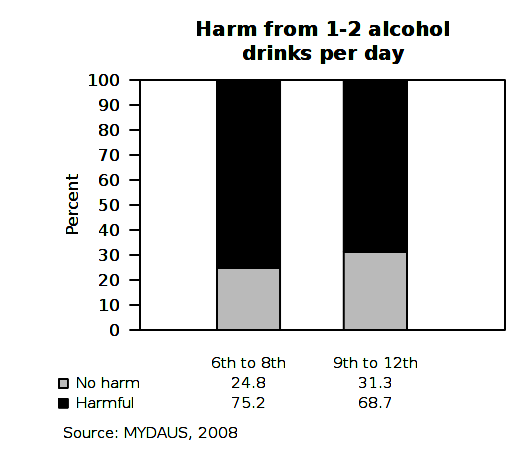 Harm from 1-2 alcohol
drinks per day
Percent
100
90
80
70
60
50
40
30
20
10
0
6th to 8th 9th to 12th
No harm 24.8 31.3
Harmful 75.2 68.7
Source: MYDAUS, 2008